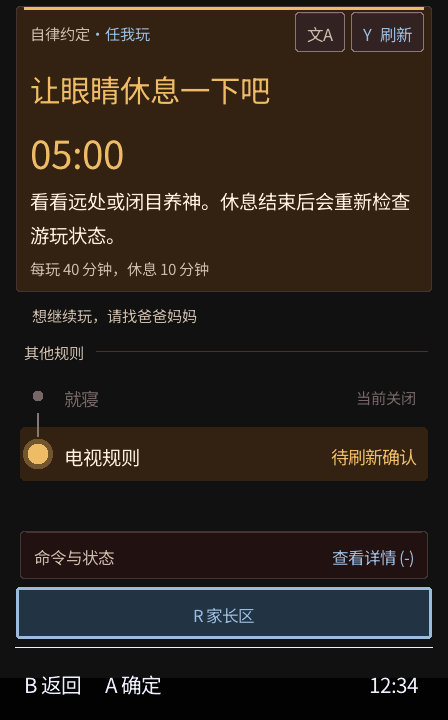 自律约定·任我玩
文A
Y 刷新
让眼睛休息一下吧
05:00
看看远处或闭目养神。休息结束后会重新检查
游玩状态。
每玩 40 分钟，休息 10 分钟
想继续玩，请找爸爸妈妈
其他规则
就寝 当前关闭
电视规则 待刷新确认
命令与状态 查看详情 (-)
R 家长区
B 返回 A 确定 12:34